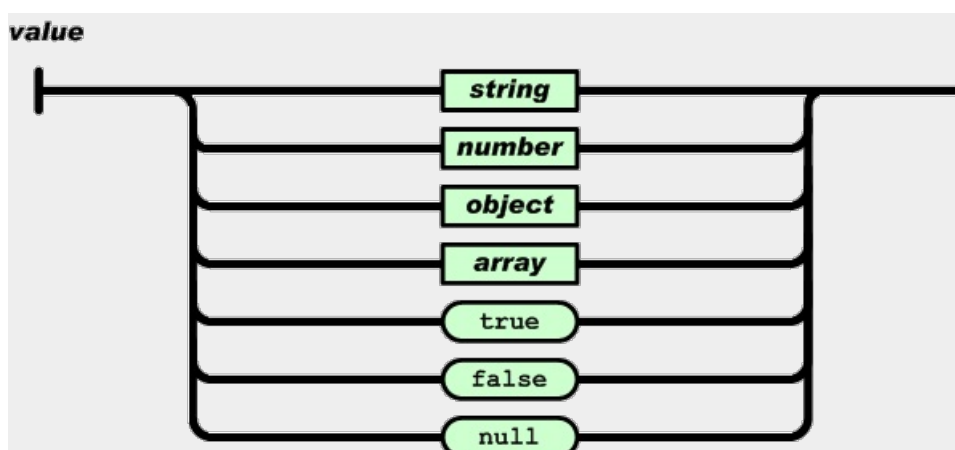 value
string
number
object
array
true
false
null